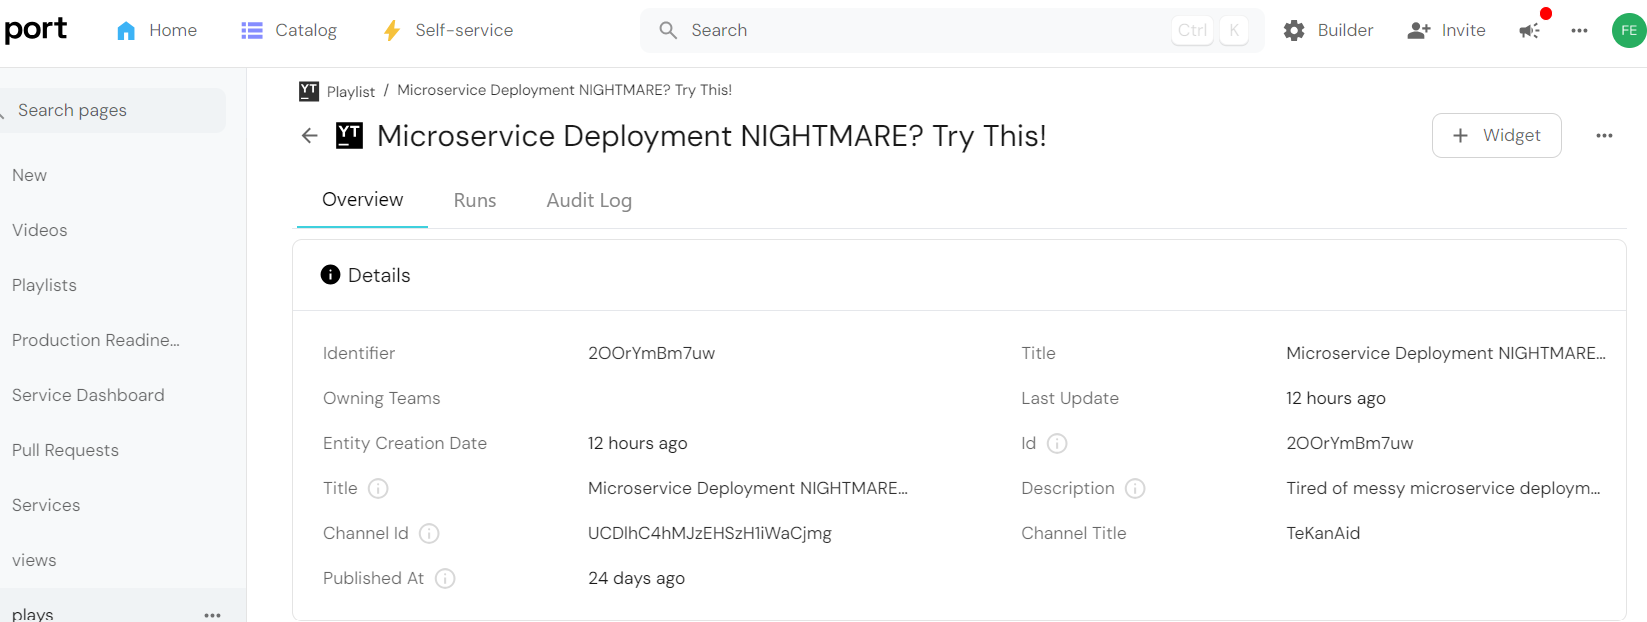 port Home Catalog Self-service Search Ctrl K Builder Invite FE
Search pages
New
Videos
Playlists
Production Readine...
Service Dashboard
Pull Requests
Services
views
plays
YT Playlist / Microservice Deployment NIGHTMARE? Try This!
YT Microservice Deployment NIGHTMARE? Try This!
Widget
Overview Runs Audit Log
Details
Identifier 2OOrYmBm7uw Title Microservice Deployment NIGHTMARE...
Owning Teams Last Update 12 hours ago
Entity Creation Date 12 hours ago Id 2OOrYmBm7uw
Title Microservice Deployment NIGHTMARE... Description Tired of messy microservice deploym...
Channel Id UCDlhC4hMJzEHSzH1iWaCjmg Channel Title TeKanAid
Published At 24 days ago